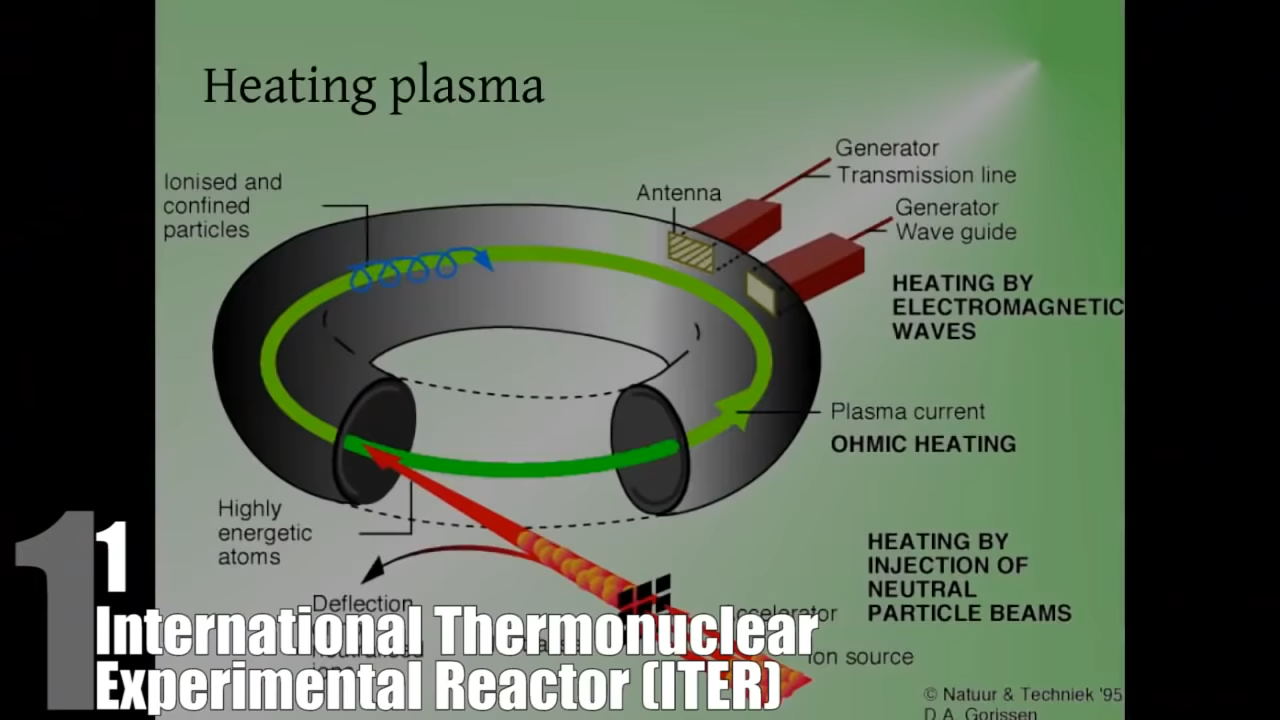 Heating plasma
Ionised and
confined
particles
Antenna
Generator
Transmission line
Generator
Wave guide
HEATING BY
ELECTROMAGNETIC
WAVES
Plasma current
OHMIC HEATING
Highly
energetic
atoms
HEATING BY
INJECTION OF
NEUTRAL
PARTICLE BEAMS
Deflection
Ion source
1
1
International Thermonuclear
Experimental Reactor (ITER)
© Natuur & Techniek '95
D.A. Gorissen